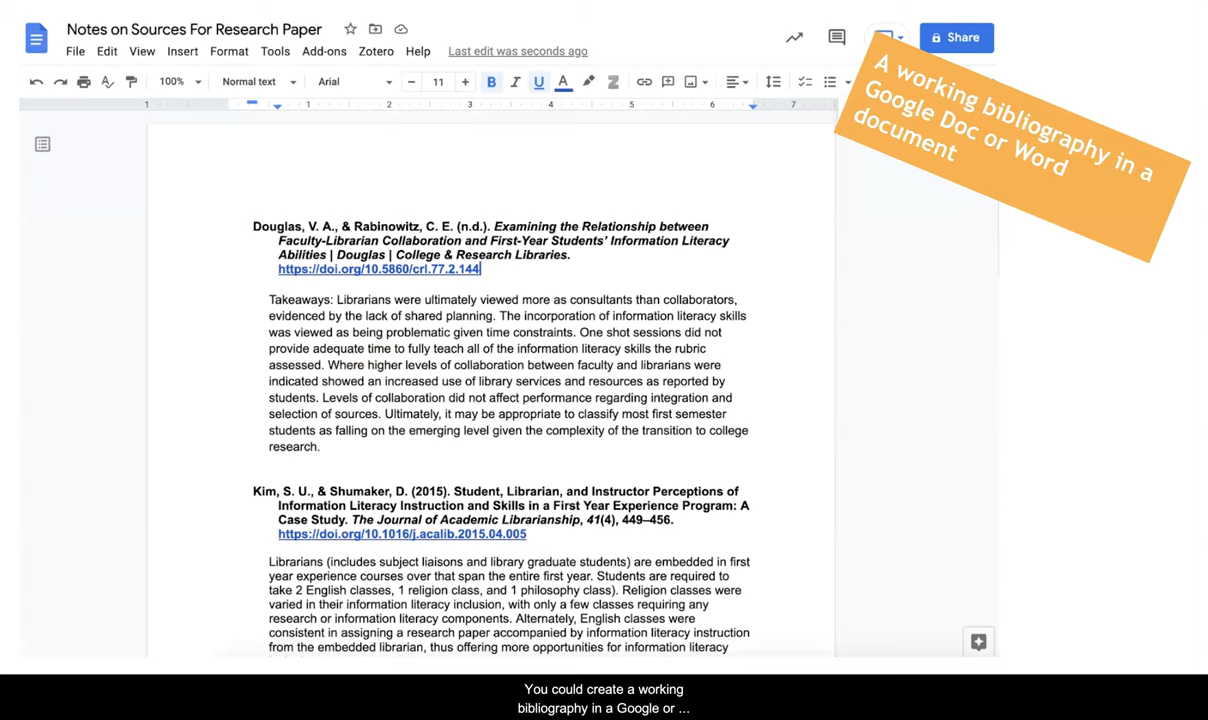 Notes on Sources For Research Paper
File Edit View Insert Format Tools Add-ons Zotero Help Last edit was seconds ago
Share
100% Normal text Arial 11 B I U A Z
1 1 2 3 4 5 6 7
A working bibliography in a
Google Doc or Word
document
Douglas, V. A., & Rabinowitz, C. E. (n.d.). Examining the Relationship between
Faculty-Librarian Collaboration and First-Year Students' Information Literacy
Abilities | Douglas | College & Research Libraries.
https://doi.org/10.5860/crl.77.2.144
Takeaways: Librarians were ultimately viewed more as consultants than collaborators,
evidenced by the lack of shared planning. The incorporation of information literacy skills
was viewed as being problematic given time constraints. One shot sessions did not
provide adequate time to fully teach all of the information literacy skills the rubric
assessed. Where higher levels of collaboration between faculty and librarians were
indicated showed an increased use of library services and resources as reported by
students. Levels of collaboration did not affect performance regarding integration and
selection of sources. Ultimately, it may be appropriate to classify most first semester
students as falling on the emerging level given the complexity of the transition to college
research.
Kim, S. U., & Shumaker, D. (2015). Student, Librarian, and Instructor Perceptions of
Information Literacy Instruction and Skills in a First Year Experience Program: A
Case Study. The Journal of Academic Librarianship, 41(4), 449–456.
https://doi.org/10.1016/j.acalib.2015.04.005
Librarians (includes subject liaisons and library graduate students) are embedded in first
year experience courses over that span the entire first year. Students are required to
take 2 English classes, 1 religion class, and 1 philosophy class). Religion classes were
varied in their information literacy inclusion, with only a few classes requiring any
research or information literacy components. Alternately, English classes were
consistent in assigning a research paper accompanied by information literacy instruction
from the embedded librarian, thus offering more opportunities for information literacy
You could create a working
bibliography in a Google or ...